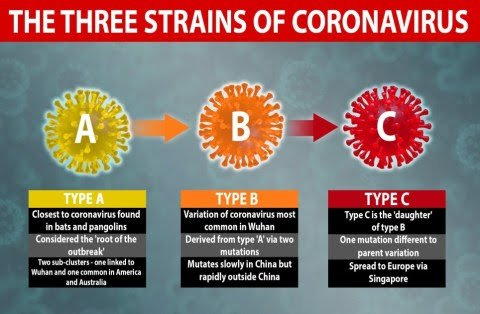 THE THREE STRAINS OF CORONAVIRUS
A
B
C
TYPE A
Closest to coronavirus found
in bats and pangolins
Considered the 'root of the
outbreak'
Two sub-clusters - one linked to
Wuhan and one common in America
and Australia
TYPE B
Variation of coronavirus most
common in Wuhan
Derived from type 'A' via two
mutations
Mutates slowly in China but
rapidly outside China
TYPE C
Type C is the 'daughter'
of type B
One mutation different to
parent variation
Spread to Europe via
Singapore